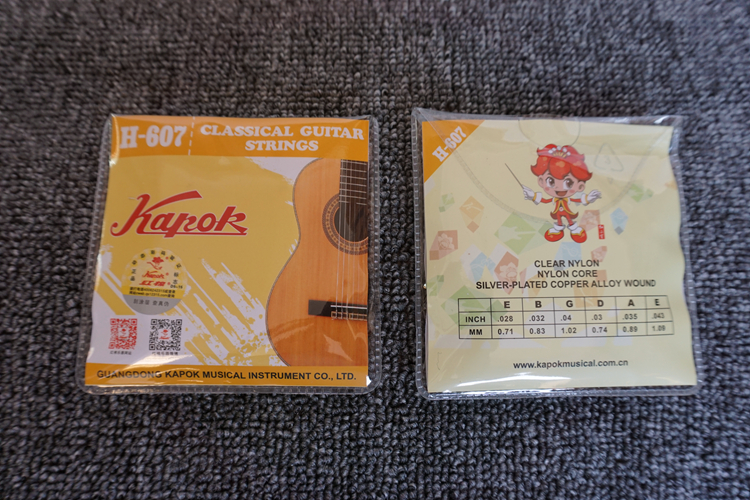 H-607
CLASSICAL GUITAR
STRINGS
Kapok
GUANGDONG KAPOK MUSICAL INSTRUMENT CO., LTD.
H-607
CLEAR NYLON
NYLON CORE
SILVER-PLATED COPPER ALLOY WOUND
E B G D A E
INCH .028 .032 .04 .03 .035 .043
MM 0.71 0.83 1.02 0.74 0.89 1.09
www.kapokmusical.com.cn